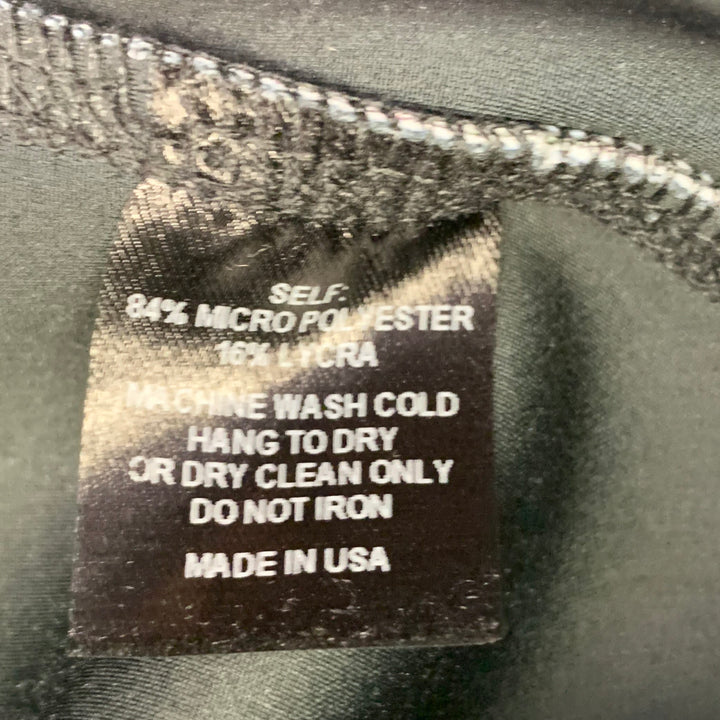 SELF:
84% MICRO POLYESTER
16% LYCRA
MACHINE WASH COLD
HANG TO DRY
OR DRY CLEAN ONLY
DO NOT IRON
MADE IN USA